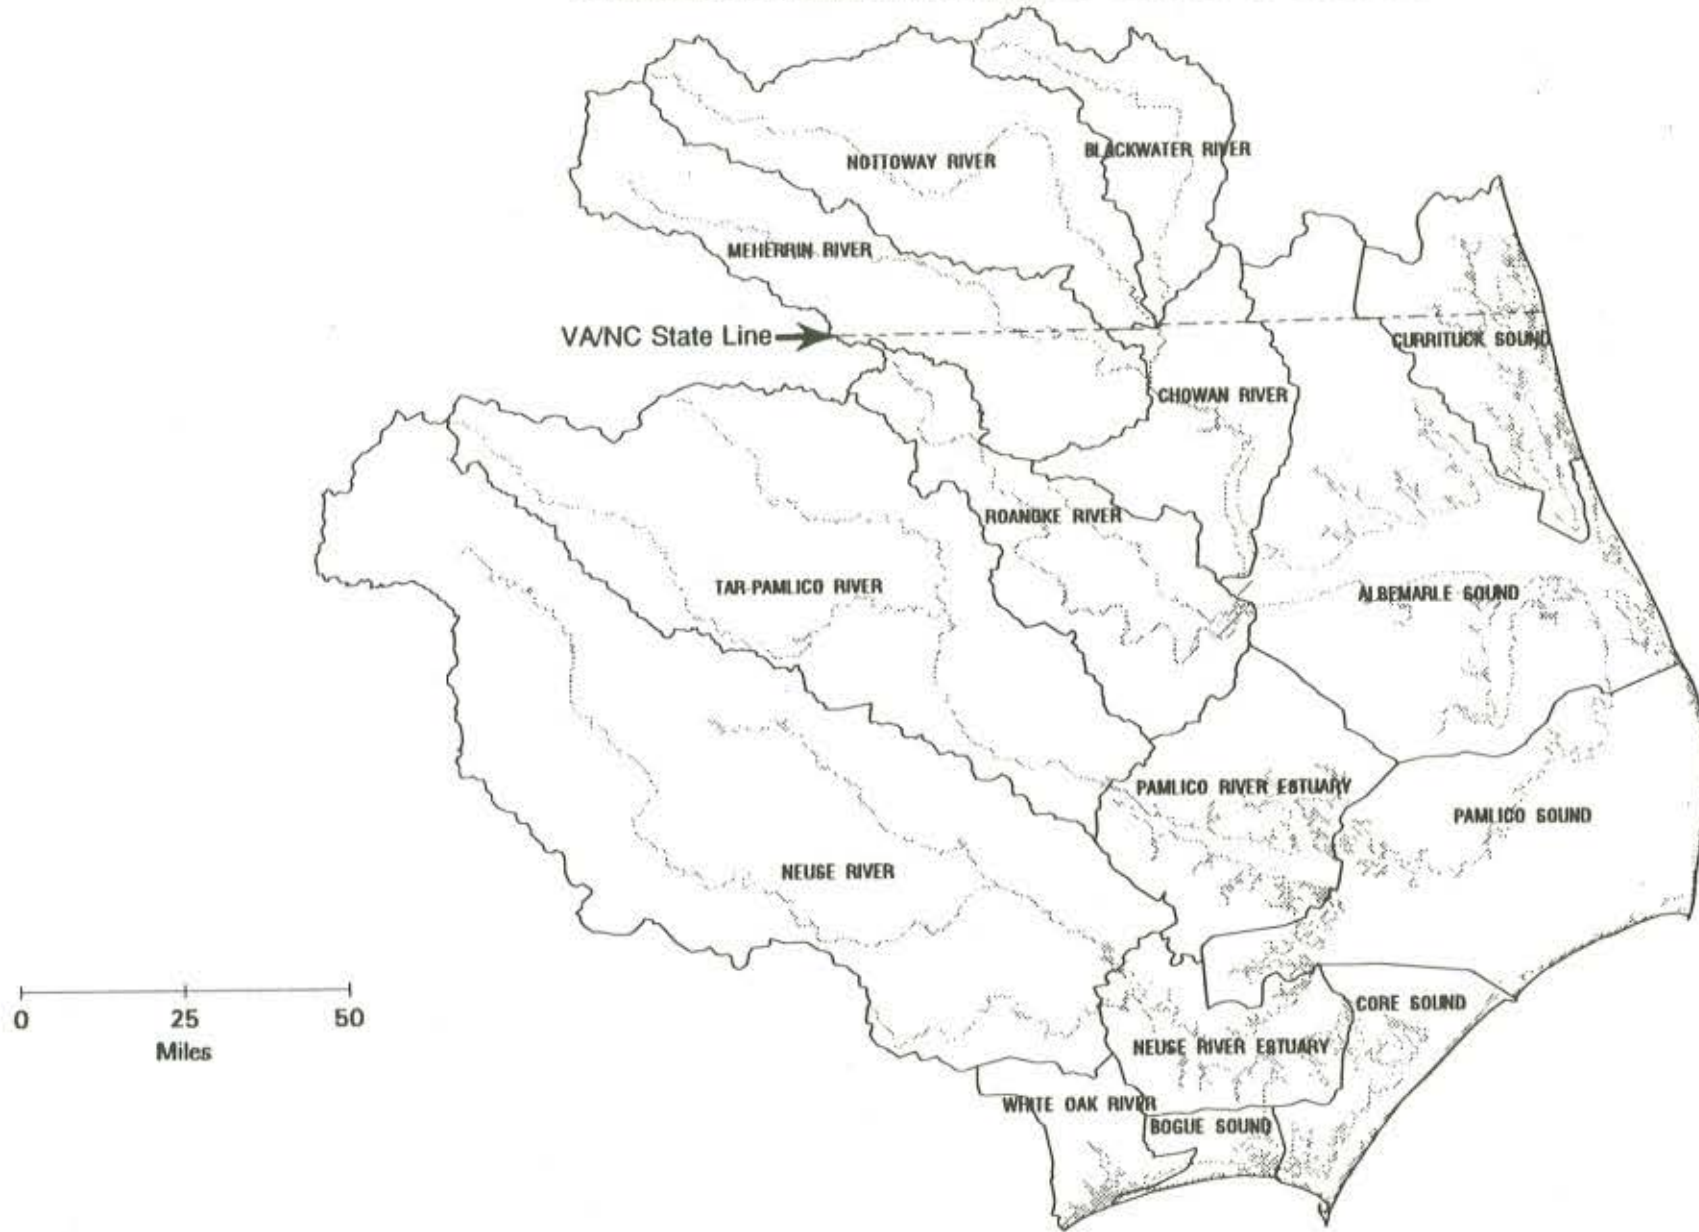 BLACKWATER RIVER
NOTTOWAY RIVER
MEHERRIN RIVER
VA/NC State Line
CURRITUCK SOUND
CHOWAN RIVER
ROANOKE RIVER
TAR-PAMLICO RIVER
ALBEMARLE SOUND
PAMLICO RIVER ESTUARY
PAMLICO SOUND
NEUSE RIVER
0 25 50
Miles
CORE SOUND
NEUSE RIVER ESTUARY
WHITE OAK RIVER
BOGUE SOUND